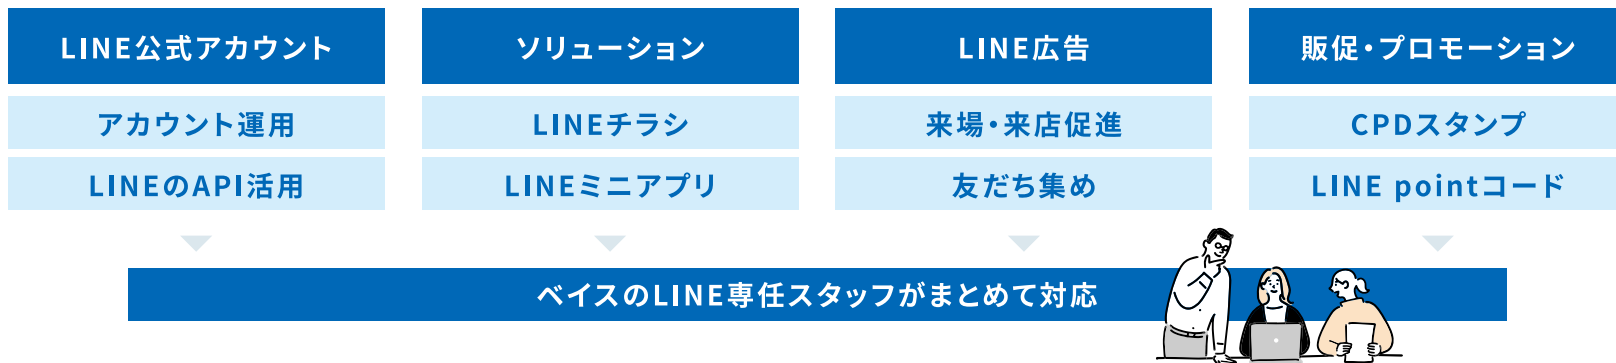 LINE公式アカウント
アカウント運用
LINEのAPI活用
ソリューション
LINEチラシ
LINEミニアプリ
LINE広告
来場・来店促進
友だち集め
販促・プロモーション
CPDスタンプ
LINE pointコード
ベイスのLINE専任スタッフがまとめて対応